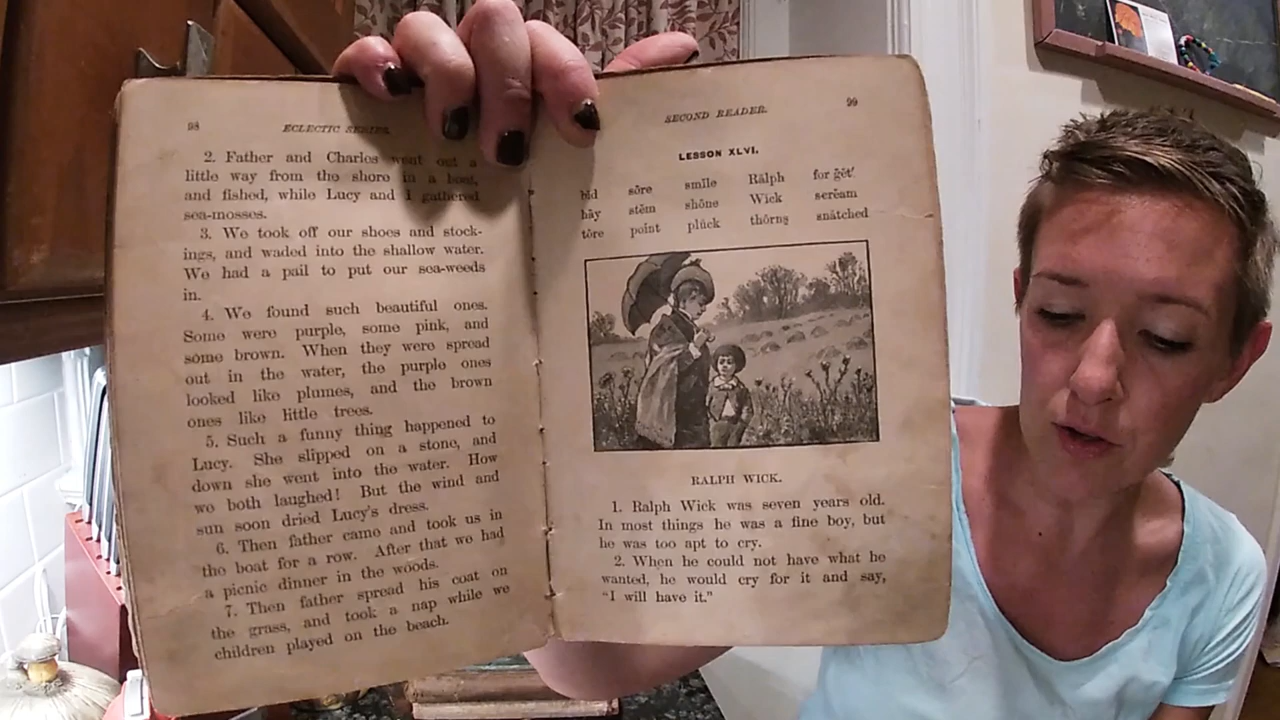 98 ECLECTIC SERIES.
2. Father and Charles went out a
little way from the shore in a boat,
and fished, while Lucy and I gathered
sea-mosses.
3. We took off our shoes and stock-
ings, and waded into the shallow water.
We had a pail to put our sea-weeds
in.
4. We found such beautiful ones.
Some were purple, some pink, and
some brown. When they were spread
out in the water, the purple ones
looked like plumes, and the brown
ones like little trees.
5. Such a funny thing happened to
Lucy. She slipped on a stone, and
down she went into the water. How
we both laughed! But the wind and
sun soon dried Lucy's dress.
6. Then father came and took us in
the boat for a row. After that we had
a picnic dinner in the woods.
7. Then father spread his coat on
the grass, and took a nap while we
children played on the beach.
SECOND READER. 99
LESSON XLVI.
bĭd sōre smīle Rălph for gĕt'
bāy stĕm shōne Wĭck scrēam
tōre point plŭck thôrnṣ snătched
RALPH WICK.
1. Ralph Wick was seven years old.
In most things he was a fine boy, but
he was too apt to cry.
2. When he could not have what he
wanted, he would cry for it and say,
"I will have it."